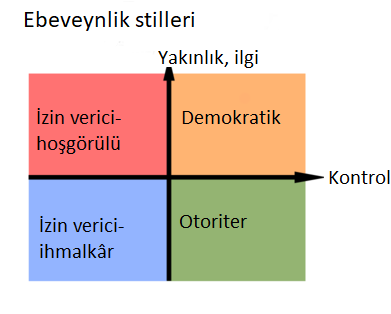 Ebeveynlik stilleri
Yakınlık, ilgi
İzin verici-
hoşgörülü
Demokratik
Kontrol
İzin verici-
ihmalkâr
Otoriter